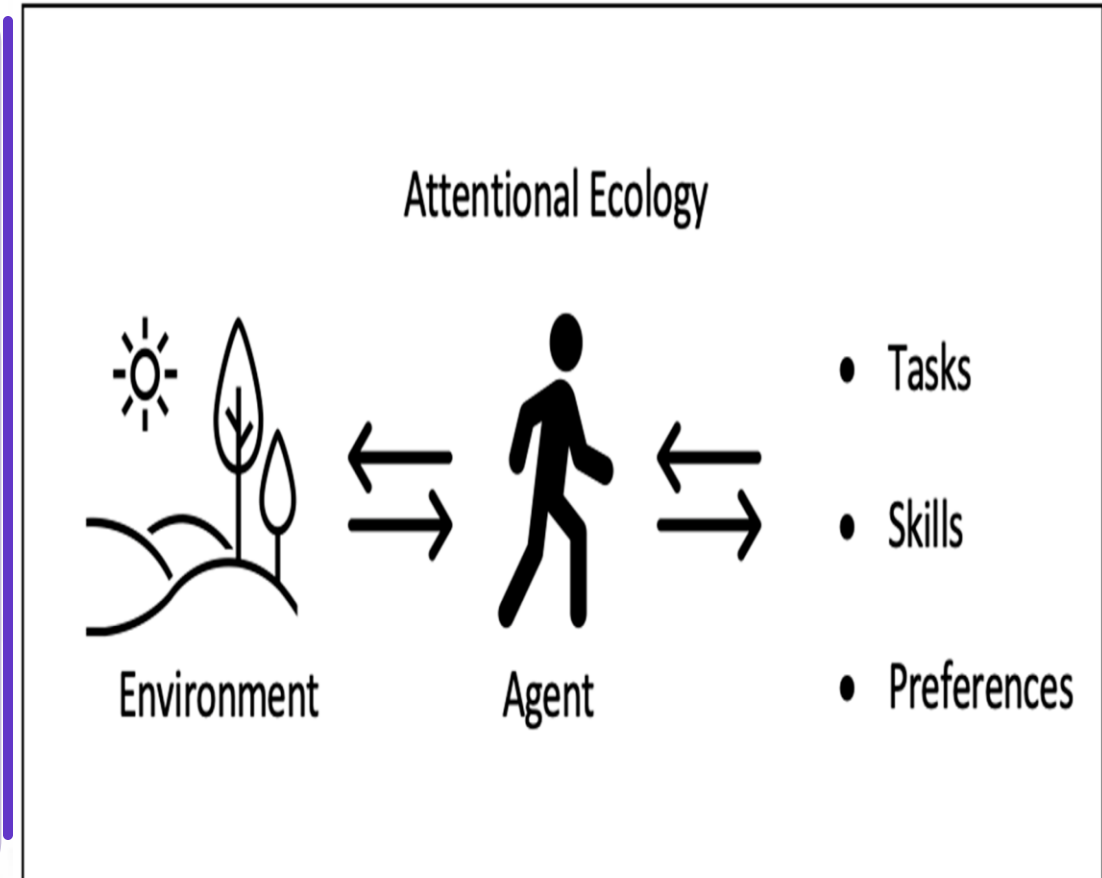 Attentional Ecology
• Tasks
• Skills
• Preferences
Environment
Agent